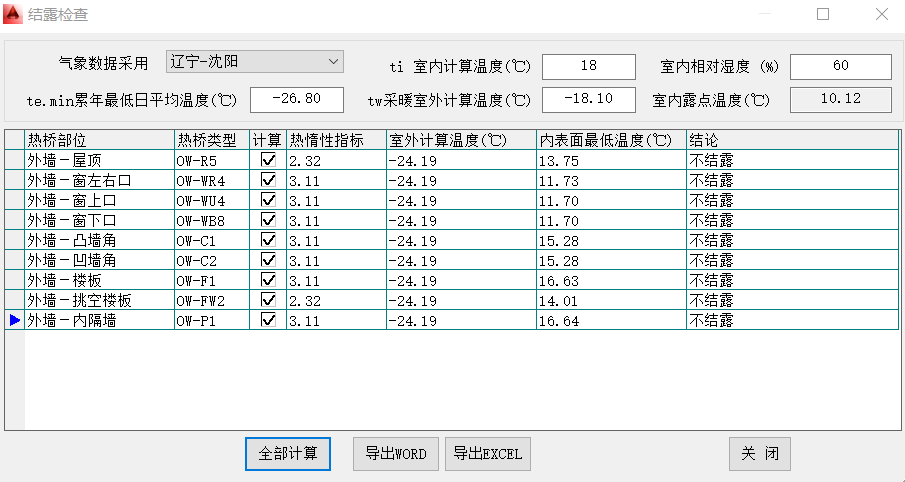 结露检查
气象数据采用 辽宁-沈阳 ti 室内计算温度(℃) 18 室内相对湿度 (%) 60
te.min累年最低日平均温度(℃) -26.80 tw采暖室外计算温度(℃) -18.10 室内露点温度(℃) 10.12
热桥部位 热桥类型 计算 热惰性指标 室外计算温度(℃) 内表面最低温度(℃) 结论
外墙－屋顶 OW-R5 2.32 -24.19 13.75 不结露
外墙－窗左右口 OW-WR4 3.11 -24.19 11.73 不结露
外墙－窗上口 OW-WU4 3.11 -24.19 11.70 不结露
外墙－窗下口 OW-WB8 3.11 -24.19 11.70 不结露
外墙－凸墙角 OW-C1 3.11 -24.19 15.28 不结露
外墙－凹墙角 OW-C2 3.11 -24.19 15.28 不结露
外墙－楼板 OW-F1 3.11 -24.19 16.63 不结露
外墙－挑空楼板 OW-FW2 2.32 -24.19 14.01 不结露
外墙－内隔墙 OW-P1 3.11 -24.19 16.64 不结露
全部计算 导出WORD 导出EXCEL 关 闭